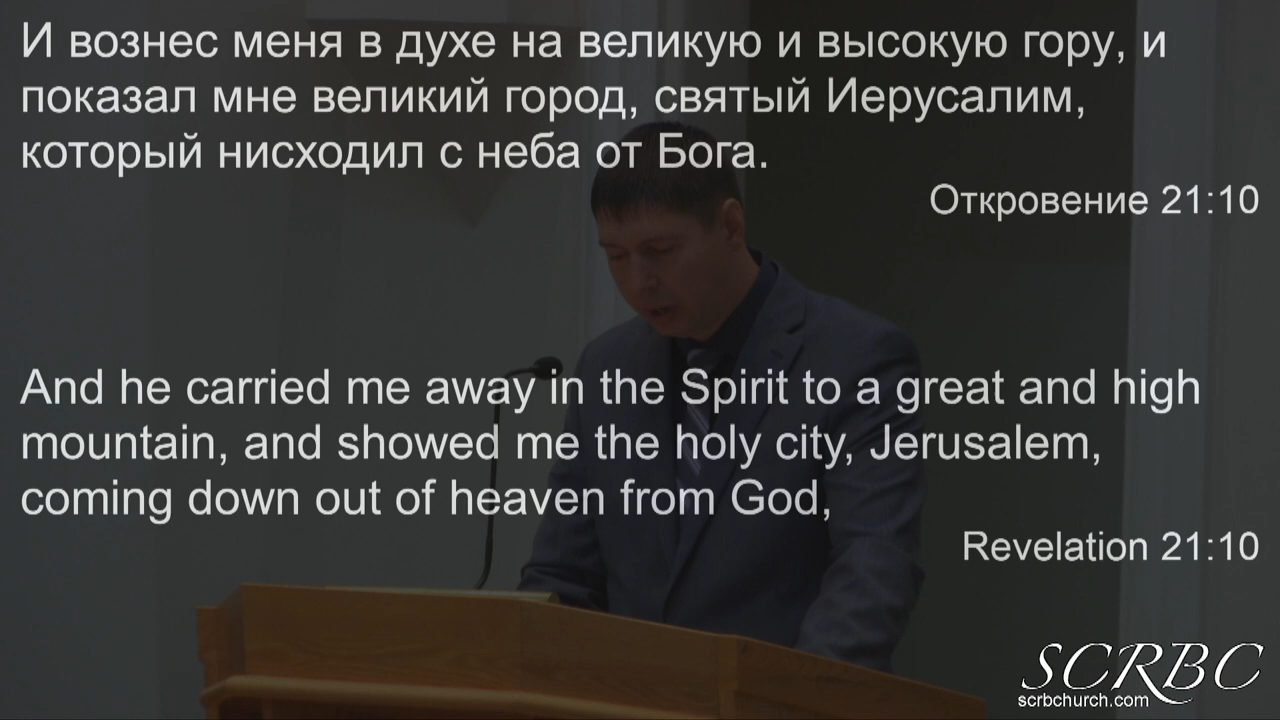 И вознес меня в духе на великую и высокую гору, и
показал мне великий город, святый Иерусалим,
который нисходил с неба от Бога.
Откровение 21:10
And he carried me away in the Spirit to a great and high
mountain, and showed me the holy city, Jerusalem,
coming down out of heaven from God,
Revelation 21:10
SCRBC
scrbchurch.com